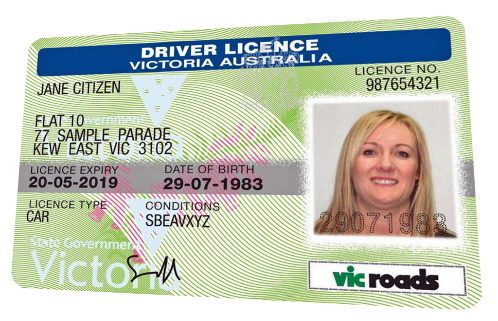 DRIVER LICENCE
VICTORIA AUSTRALIA
LICENCE NO.
987654321
JANE CITIZEN
FLAT 10
77 SAMPLE PARADE
KEW EAST VIC 3102
LICENCE EXPIRY DATE OF BIRTH
20-05-2019 29-07-1983
LICENCE TYPE CONDITIONS
CAR SBEAVXYZ
29071983
State Government
Victoria
vic roads